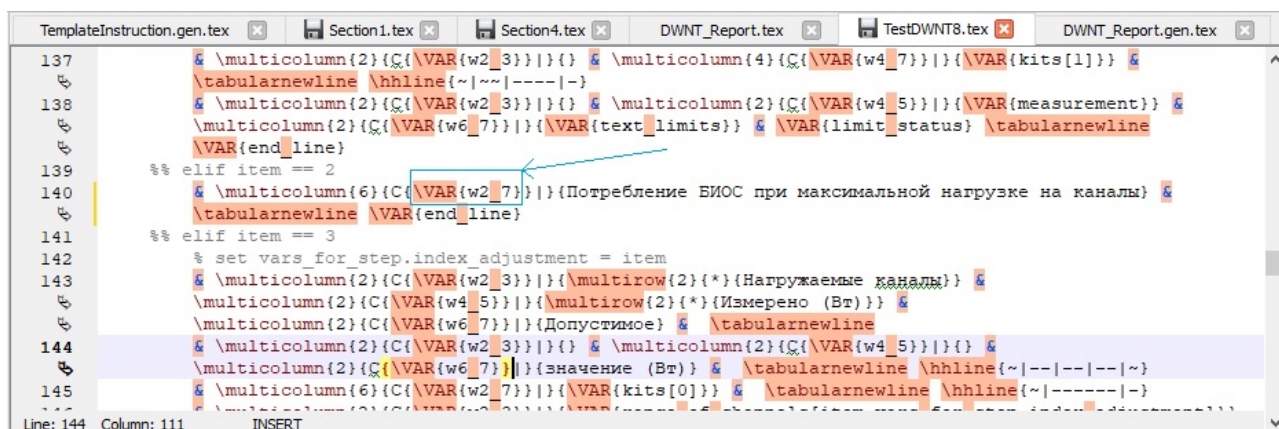 TemplateInstruction.gen.tex Section1.tex Section4.tex DWNT_Report.tex TestDWNT8.tex DWNT_Report.gen.tex
137 & \multicolumn{2}{C{\VAR{w2_3}}|}{} & \multicolumn{4}{C{\VAR{w4_7}}|}{\VAR{kits[1]}} &
\tabularnewline \hhline{~|~~|----|-}
138 & \multicolumn{2}{C{\VAR{w2_3}}|}{} & \multicolumn{2}{C{\VAR{w4_5}}|}{\VAR{measurement}} &
\multicolumn{2}{C{\VAR{w6_7}}|}{\VAR{text_limits}} & \VAR{limit_status} \tabularnewline
\VAR{end_line}
139 %% elif item == 2
140 & \multicolumn{6}{C{\VAR{w2_7}}|}{Потребление БИОС при максимальной нагрузке на каналы} &
\tabularnewline \VAR{end_line}
141 %% elif item == 3
142 % set vars_for_step.index_adjustment = item
143 & \multicolumn{2}{C{\VAR{w2_3}}|}{\multirow{2}{*}{Нагружаемые каналы}} &
\multicolumn{2}{C{\VAR{w4_5}}|}{\multirow{2}{*}{Измерено (Вт)}} &
\multicolumn{2}{C{\VAR{w6_7}}|}{Допустимое} & \tabularnewline
144 & \multicolumn{2}{C{\VAR{w2_3}}|}{} & \multicolumn{2}{C{\VAR{w4_5}}|}{} &
\multicolumn{2}{C{\VAR{w6_7}}|}{значение (Вт)} & \tabularnewline \hhline{~|--|--|--|~}
145 & \multicolumn{6}{C{\VAR{w2_7}}|}{\VAR{kits[0]}} & \tabularnewline \hhline{~|------|-}
Line: 144 Column: 111 INSERT